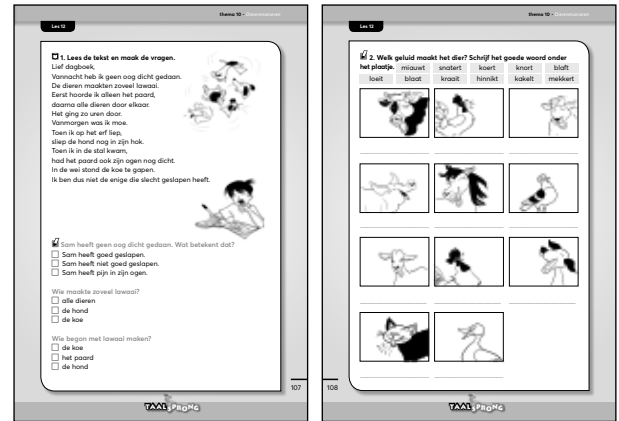 thema 10 – Dierenmanieren
Les 12
1. Lees de tekst en maak de vragen.
Lief dagboek,
Vannacht heb ik geen oog dicht gedaan.
De dieren maakten zoveel lawaai.
Eerst hoorde ik alleen het paard,
daarna alle dieren door elkaar.
Het ging zo uren door.
Vanmorgen was ik moe.
Toen ik op het erf liep,
sliep de hond nog in zijn hok.
Toen ik in de stal kwam,
had het paard ook zijn ogen nog dicht.
In de wei stond de koe te gapen.
Ik ben dus niet de enige die slecht geslapen heeft.
Sam heeft geen oog dicht gedaan. Wat betekent dat?
Sam heeft goed geslapen.
Sam heeft niet goed geslapen.
Sam heeft pijn in zijn ogen.
Wie maakte zoveel lawaai?
alle dieren
de hond
de koe
Wie begon met lawaai maken?
de koe
het paard
de hond
107
TAALSPRONG
thema 10 – Dierenmanieren
Les 12
2. Welk geluid maakt het dier? Schrijf het goede woord onder
het plaatje. miauwt snatert koert knort blaft
loeit blaat kraait hinnikt kakelt mekkert
108
TAALSPRONG